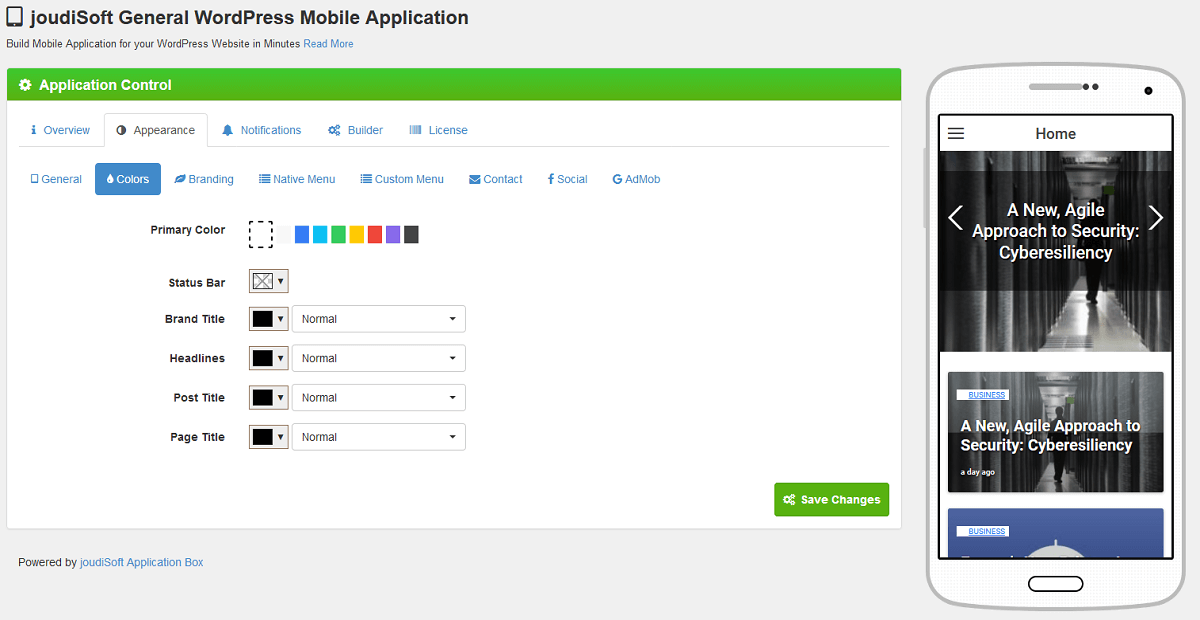 joudiSoft General WordPress Mobile Application
Build Mobile Application for your WordPress Website in Minutes Read More
Application Control
Overview
Appearance
Notifications
Builder
License
General
Colors
Branding
Native Menu
Custom Menu
Contact
Social
AdMob
Primary Color
Status Bar
Brand Title
Normal
Headlines
Normal
Post Title
Normal
Page Title
Normal
Save Changes
Powered by joudiSoft Application Box
Home
A New, Agile
Approach to Security:
Cyberesiliency
BUSINESS
A New, Agile Approach to
Security: Cyberesiliency
a day ago
BUSINESS